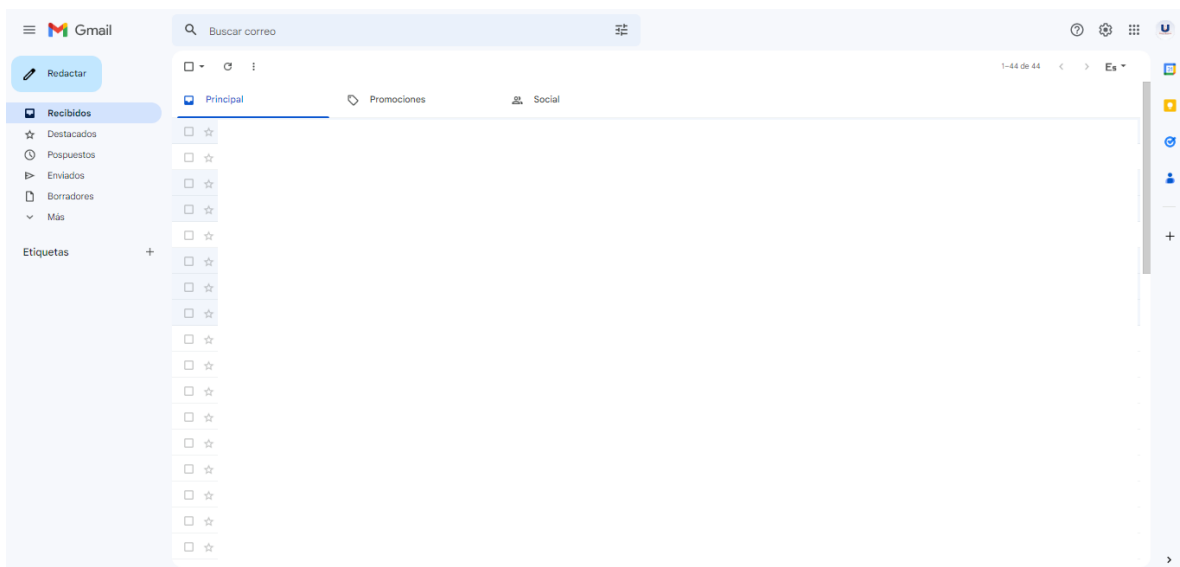 Gmail
Buscar correo
U
Redactar
1–44 de 44
Es
Principal
Promociones
Social
Recibidos
Destacados
Pospuestos
Enviados
Borradores
Más
Etiquetas